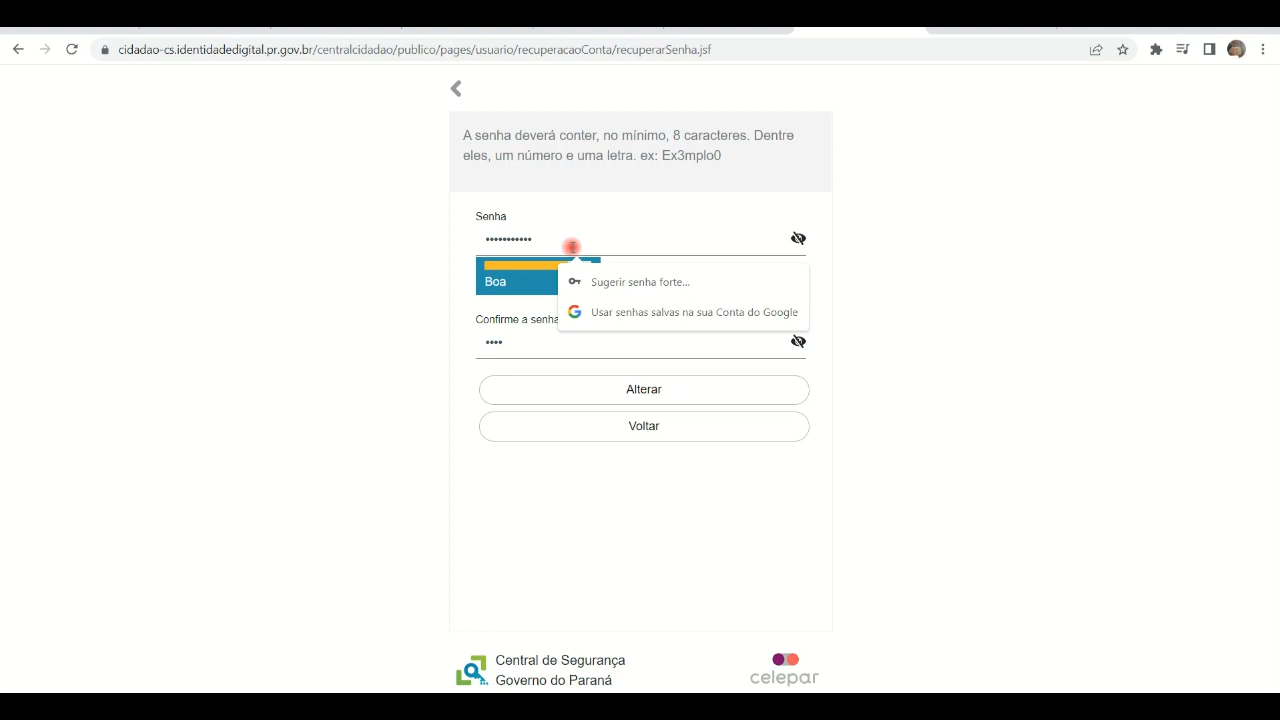 cidadao-cs.identidadedigital.pr.gov.br/centralcidadao/publico/pages/usuario/recuperacaoConta/recuperarSenha.jsf
A senha deverá conter, no mínimo, 8 caracteres. Dentre
eles, um número e uma letra. ex: Ex3mplo0
Senha
•••••••••••
Boa
Sugerir senha forte...
Usar senhas salvas na sua Conta do Google
Confirme a senha
••••
Alterar
Voltar
Central de Segurança
Governo do Paraná
celepar